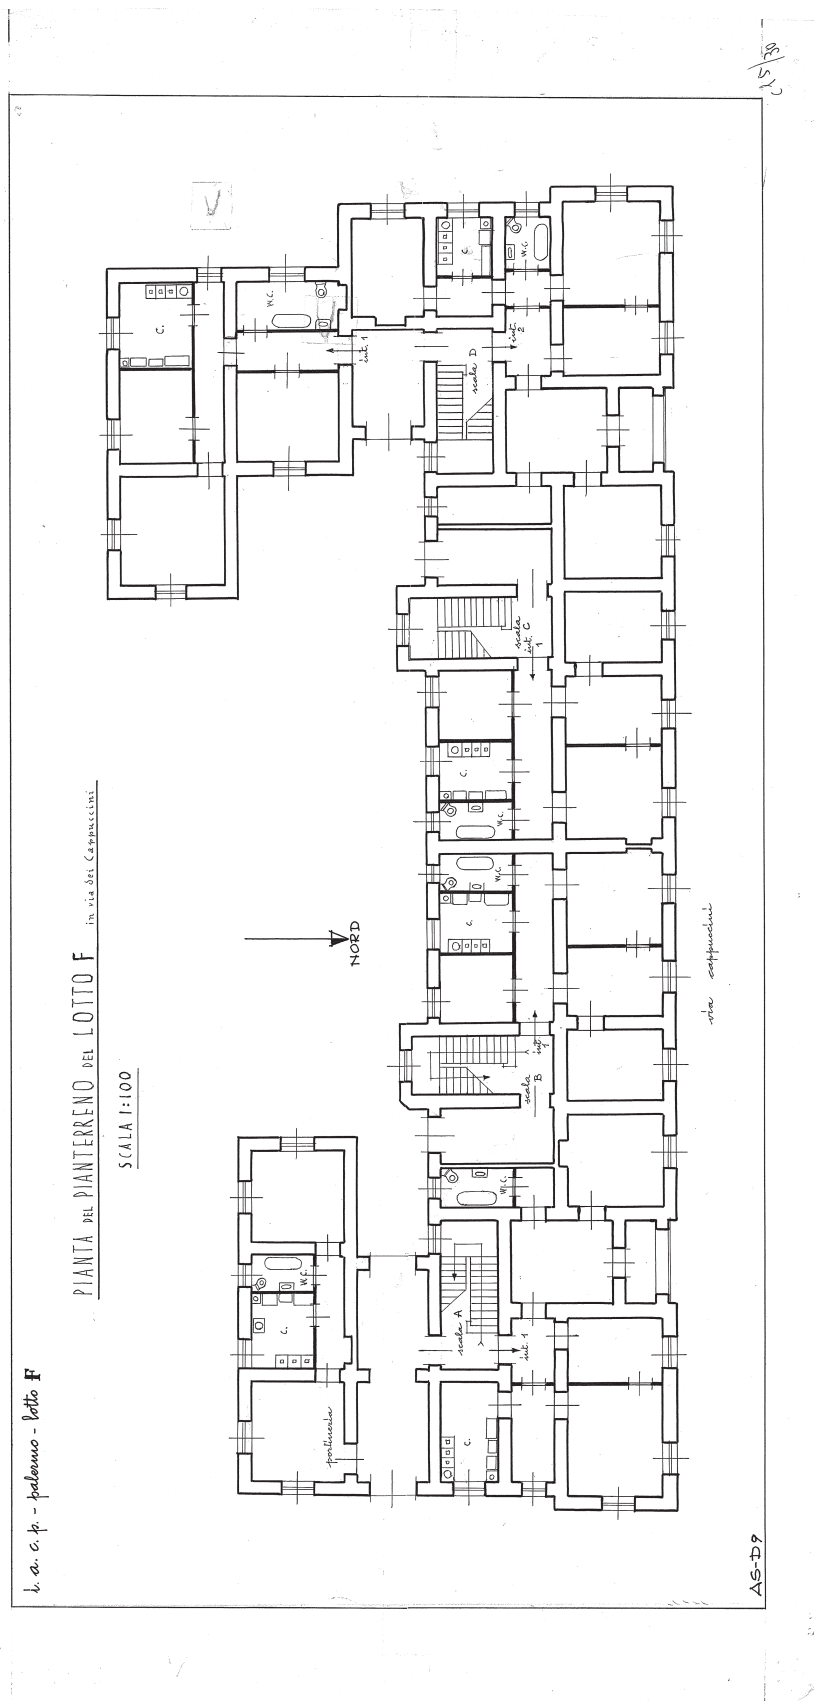 i. a. c. p. - palermo - lotto F
PIANTA DEL PIANTERRENO DEL LOTTO F in via dei Cappuccini
SCALA 1:100
C.
W.C.
int. 1
scala D
C.
W.C.
int. 2
scala C
int. 1
C.
W.C.
W.C.
C.
NORD
via cappuccini
int. 1
scala B
W.C.
W.C.
C.
scala A
int. 1
portineria
C.
AS-D9